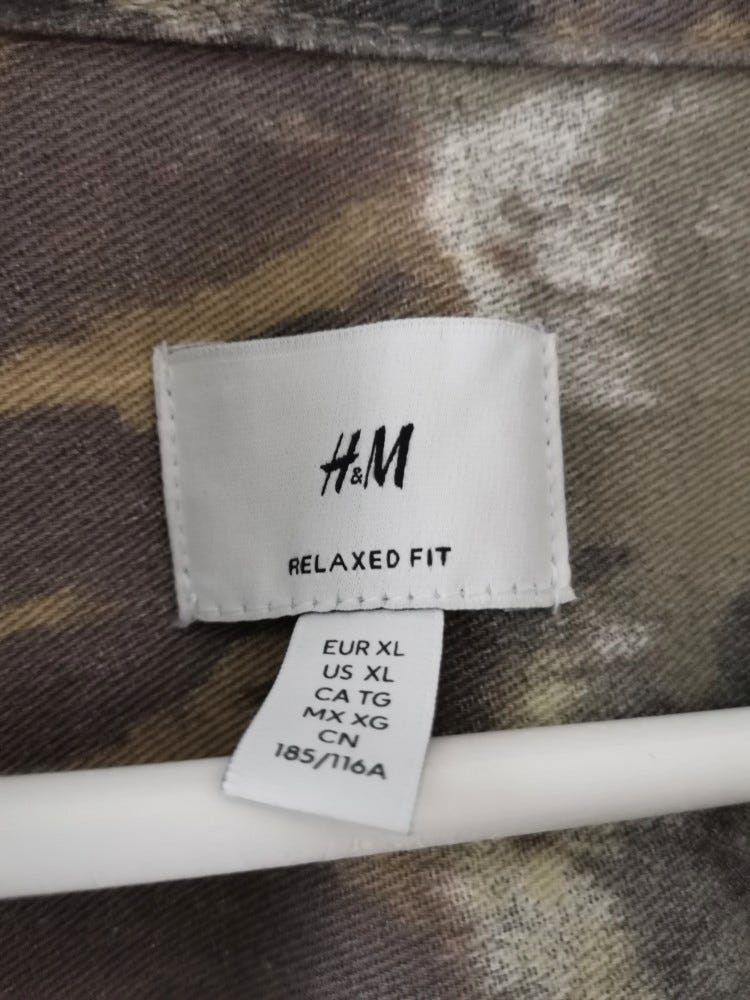 H&M
RELAXED FIT
EUR XL
US XL
CA TG
MX XG
CN
185/116A